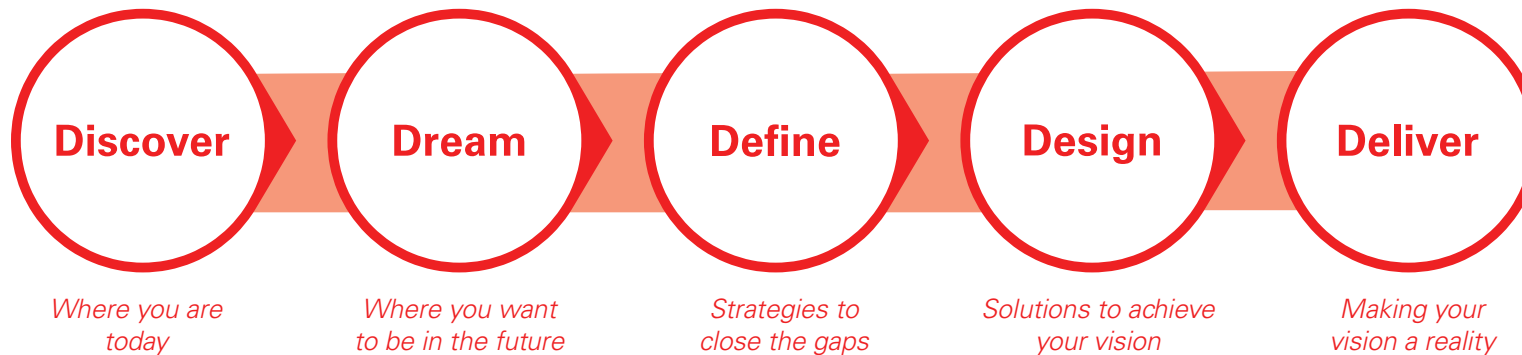 Discover
Dream
Define
Design
Deliver
Where you are
today
Where you want
to be in the future
Strategies to
close the gaps
Solutions to achieve
your vision
Making your
vision a reality